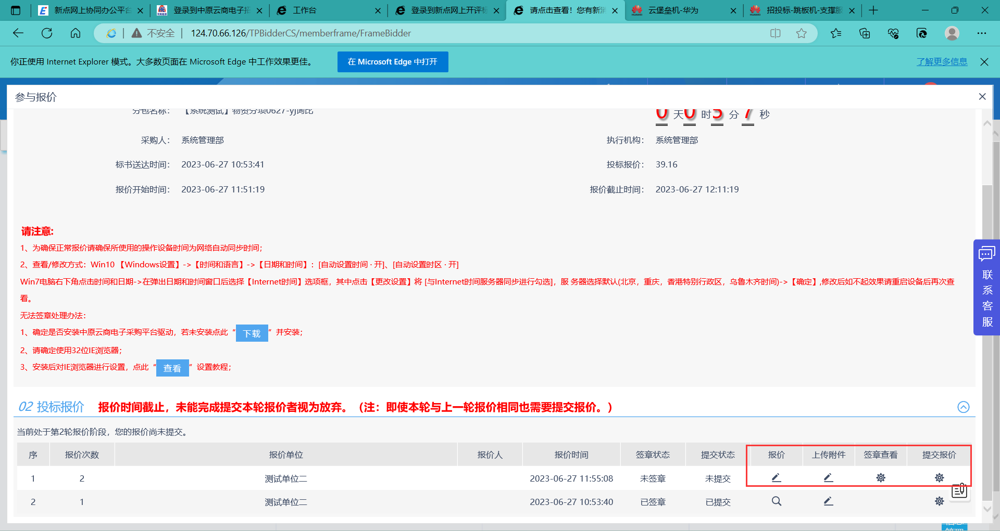 新点网上协同办公平台
登录到中原云商电子招
工作台
登录到新点网上开评标
请点击查看！您有新消
云堡垒机-华为
招投标-跳板机-支撑服
不安全
124.70.66.126/TPBidderCS/memberframe/FrameBidder
你正使用 Internet Explorer 模式。大多数页面在 Microsoft Edge 中工作效果更佳。
在 Microsoft Edge 中打开
了解更多信息
参与报价
分包名称： 【系统测试】物资分项0627-yj间比
0 天 0 时 3 分 7 秒
采购人： 系统管理部
执行机构： 系统管理部
标书送达时间： 2023-06-27 10:53:41
投标报价： 39.16
报价开始时间： 2023-06-27 11:51:19
报价截止时间： 2023-06-27 12:11:19
请注意:
1、为确保正常报价请确保所使用的操作设备时间为网络自动同步时间；
2、查看/修改方式：Win10 【Windows设置】->【时间和语言】->【日期和时间】：[自动设置时间 · 开]、[自动设置时区 · 开]
Win7电脑右下角点击时间和日期->在弹出日期和时间窗口后选择【Internet时间】选项框，其中点击【更改设置】将 [与Internet时间服务器同步进行勾选]，服 务器选择默认(北京，重庆，香港特别行政区，乌鲁木齐时间)->【确定】,修改后如不起效果请重启设备后再次查
看。
无法签章处理办法：
1、确定是否安装中原云商电子采购平台驱动，若未安装点此“ 下载 ”并安装；
2、请确定使用32位IE浏览器；
3、安装后对IE浏览器进行设置，点此“ 查看 ”设置教程；
联系客服
02 投标报价 报价时间截止，未能完成提交本轮报价者视为放弃。（注：即使本轮与上一轮报价相同也需要提交报价。）
当前处于第2轮报价阶段，您的报价尚未提交。
序 报价次数 报价单位 报价人 报价时间 签章状态 提交状态 报价 上传附件 签章查看 提交报价
1 2 测试单位二 2023-06-27 11:55:08 未签章 未提交
2 1 测试单位二 2023-06-27 10:53:40 已签章 已提交